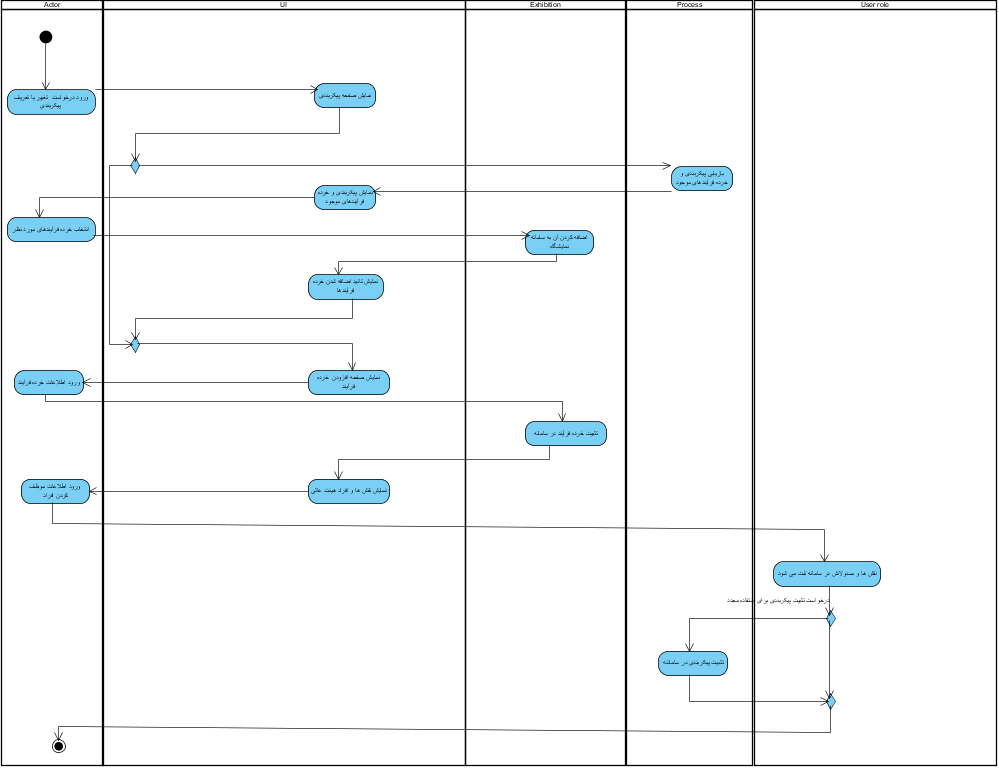 Actor
UI
Exhibition
Process
User role
ورود درخواست تغییر یا تعریف
پیکربندی
نمایش صفحه پیکربندی
بازیابی پیکربندی و
خرده فرآیندهای موجود
نمایش پیکربندی و خرده
فرآیندهای موجود
انتخاب خرده فرآیندهای مورد نظر
اضافه کردن آن به سامانه
نمایشگاه
نمایش تائید اضافه شدن خرده
فرآیندها
نمایش صفحه افزودن خرده
فرآیند
ورود اطلاعات خرده فرآیند
تثبیت خرده فرآیند در سامانه
نمایش نقش ها و افراد هیئت علمی
ورود اطلاعات موظف
کردن افراد
نقش ها و مسئولانش در سامانه ثبت می شود
درخواست تثبیت پیکربندی برای استفاده مجدد
تثبیت پیکربندی در سامانه